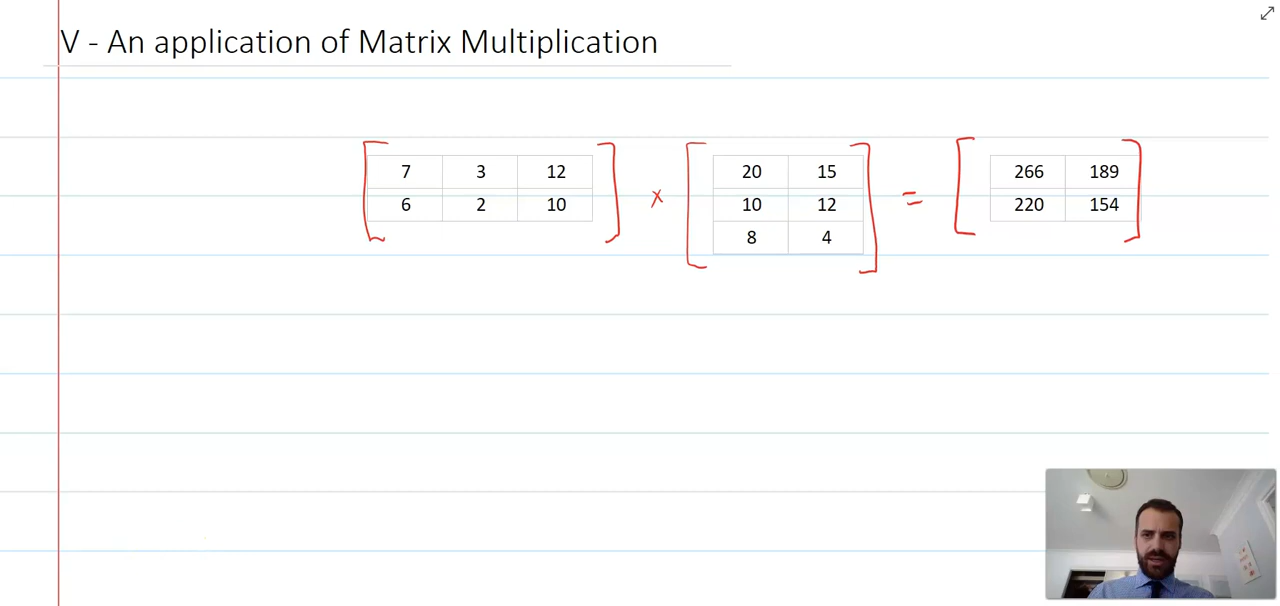 V - An application of Matrix Multiplication
7 3 12 20 15 266 189
6 2 10 × 10 12 = 220 154
8 4